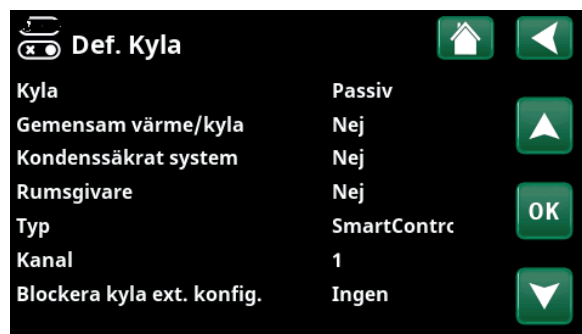 Def. Kyla
Kyla Passiv
Gemensam värme/kyla Nej
Kondenssäkrat system Nej
Rumsgivare Nej
Typ SmartContrc
OK
Kanal 1
Blockera kyla ext. konfig. Ingen